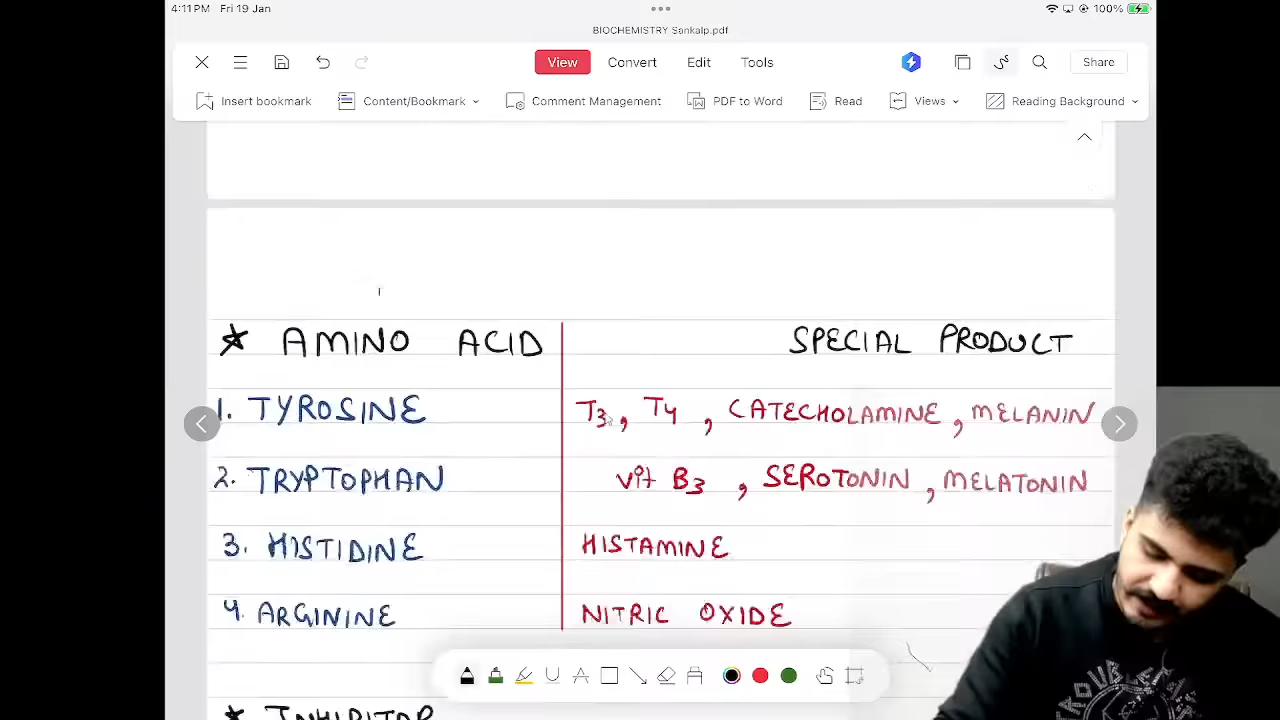 4:11 PM Fri 19 Jan
100%
BIOCHEMISTRY Sankalp.pdf
View Convert Edit Tools Share
Insert bookmark Content/Bookmark Comment Management PDF to Word Read Views Reading Background
★ AMINO ACID SPECIAL PRODUCT
1. TYROSINE T3, T4, CATECHOLAMINE, MELANIN
2. TRYPTOPHAN vit B3, SEROTONIN, MELATONIN
3. HISTIDINE HISTAMINE
4. ARGININE NITRIC OXIDE
★ INHIBITOR